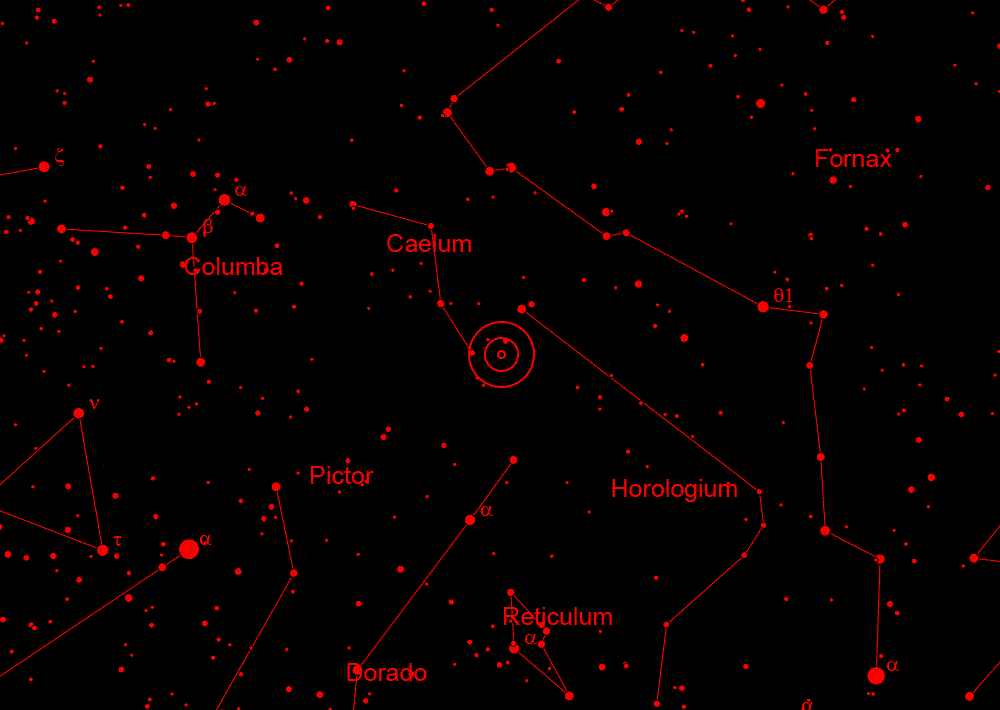 Fornax
ζ
α
β
Caelum
Columba
θ1
ν
Pictor
Horologium
α
τ
α
Reticulum
α
α
Dorado
α